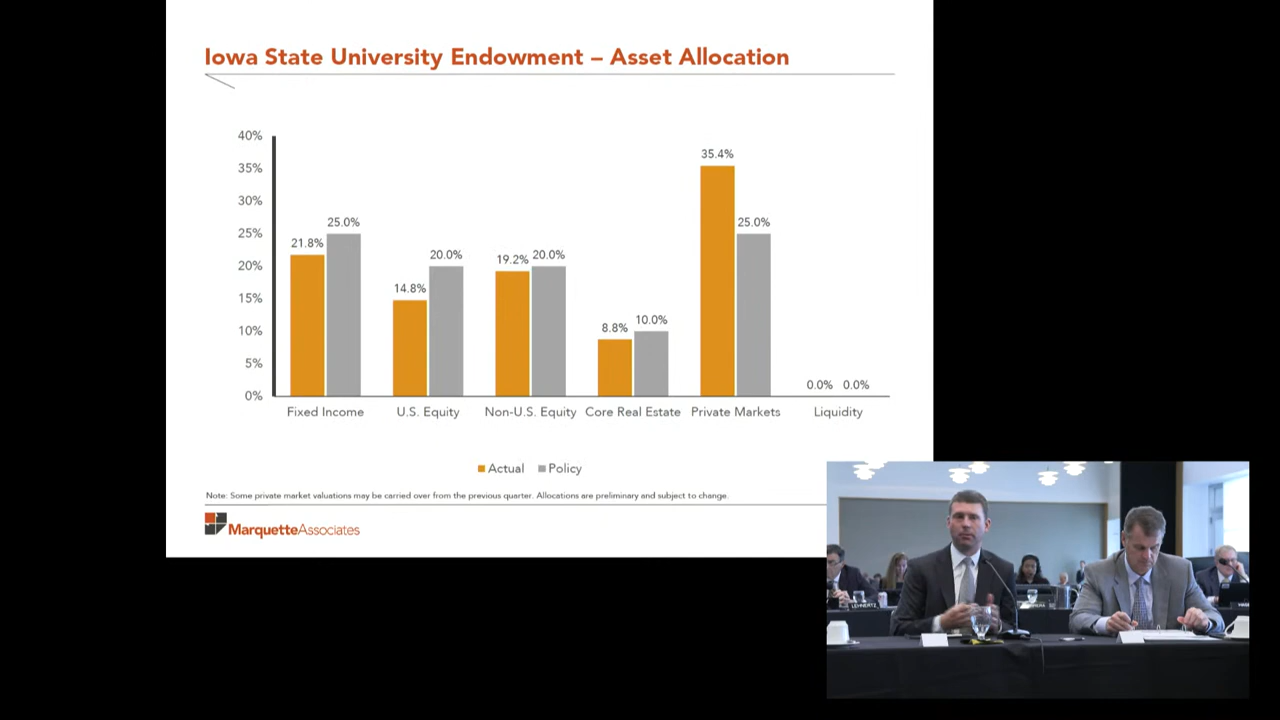 Iowa State University Endowment – Asset Allocation
40%
35%
30%
25%
20%
15%
10%
5%
0%
21.8%
25.0%
14.8%
20.0%
19.2%
20.0%
8.8%
10.0%
35.4%
25.0%
0.0%
0.0%
Fixed Income
U.S. Equity
Non-U.S. Equity
Core Real Estate
Private Markets
Liquidity
Actual
Policy
Note: Some private market valuations may be carried over from the previous quarter. Allocations are preliminary and subject to change.
MarquetteAssociates